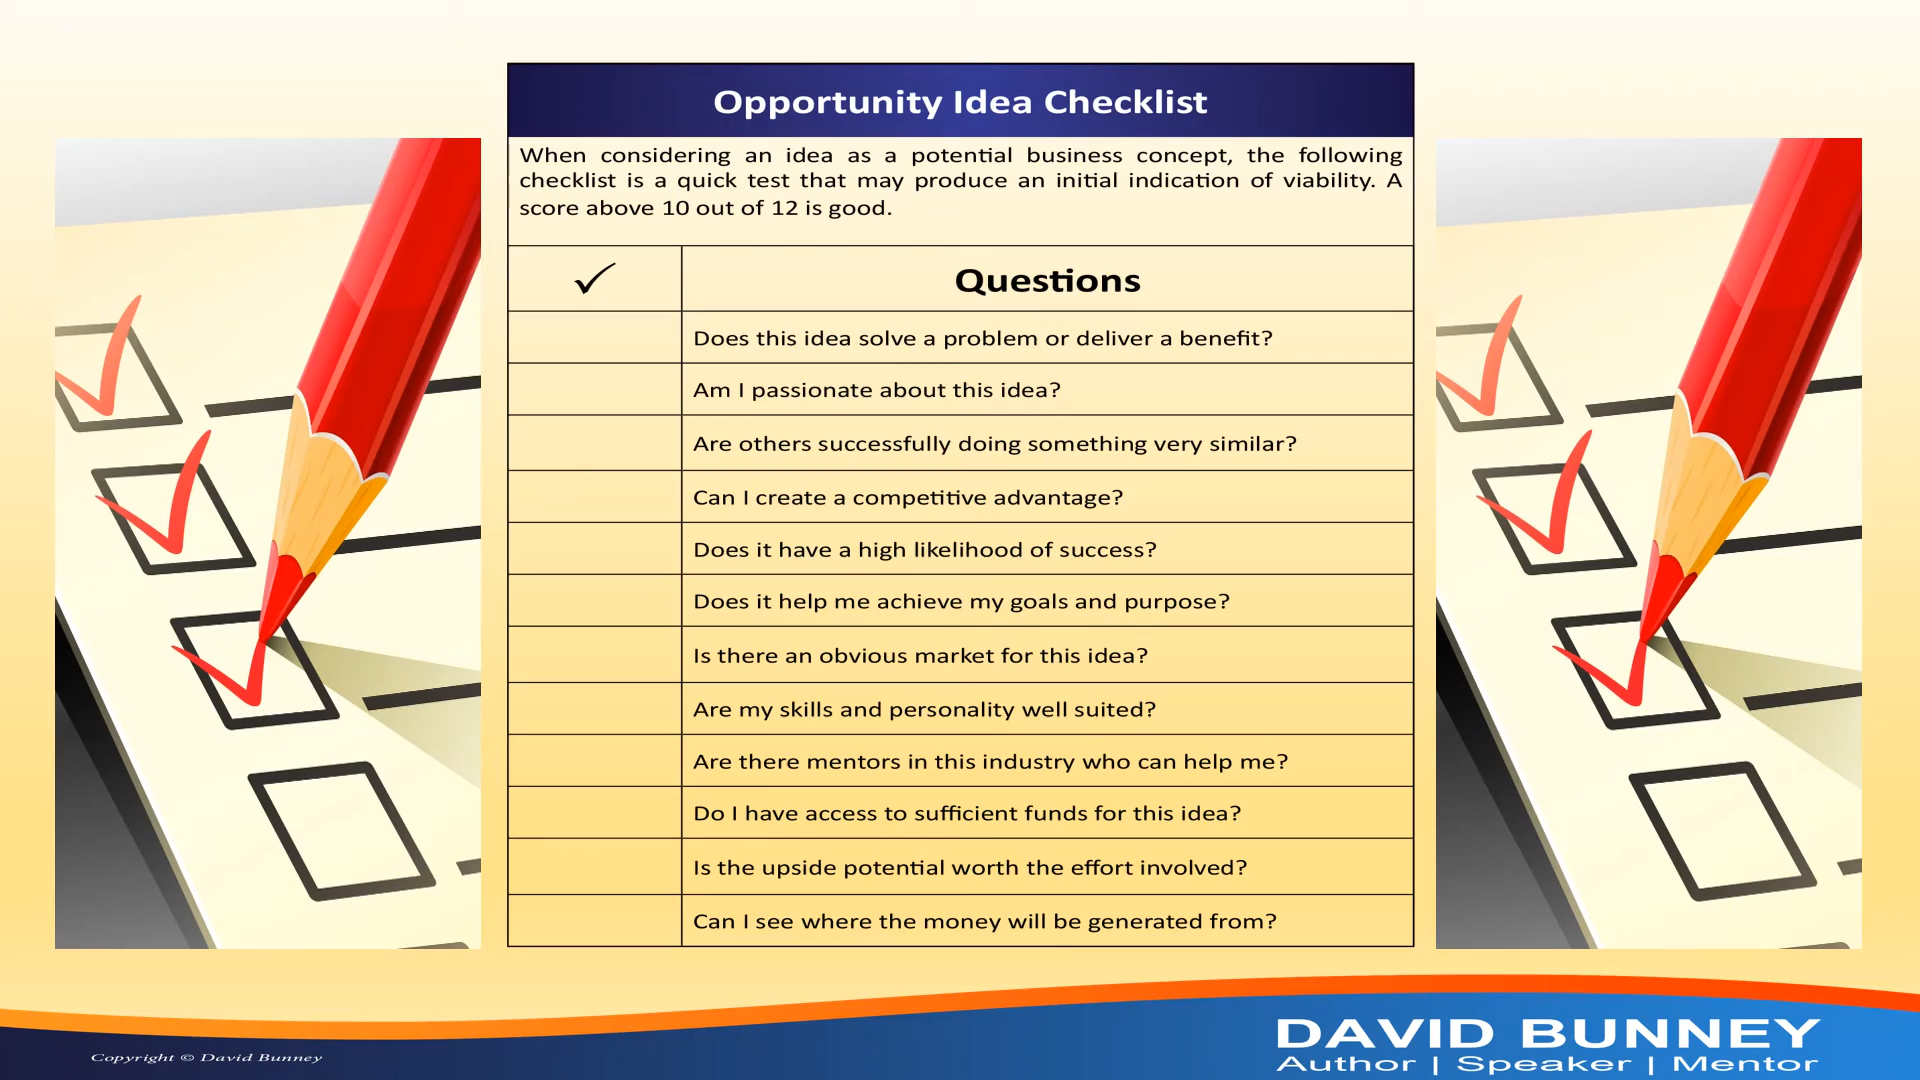 Opportunity Idea Checklist
When considering an idea as a potential business concept, the following
checklist is a quick test that may produce an initial indication of viability. A
score above 10 out of 12 is good.
✓ Questions
Does this idea solve a problem or deliver a benefit?
Am I passionate about this idea?
Are others successfully doing something very similar?
Can I create a competitive advantage?
Does it have a high likelihood of success?
Does it help me achieve my goals and purpose?
Is there an obvious market for this idea?
Are my skills and personality well suited?
Are there mentors in this industry who can help me?
Do I have access to sufficient funds for this idea?
Is the upside potential worth the effort involved?
Can I see where the money will be generated from?
Copyright © David Bunney
DAVID BUNNEY
Author | Speaker | Mentor